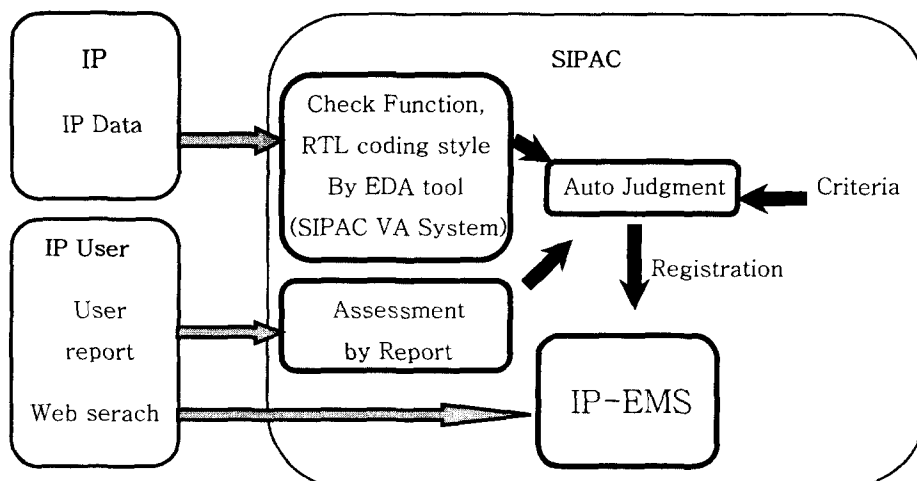 IP
IP Data
IP User
User
report
Web serach
SIPAC
Check Function,
RTL coding style
By EDA tool
(SIPAC VA System)
Assessment
by Report
Auto Judgment
Criteria
Registration
IP-EMS